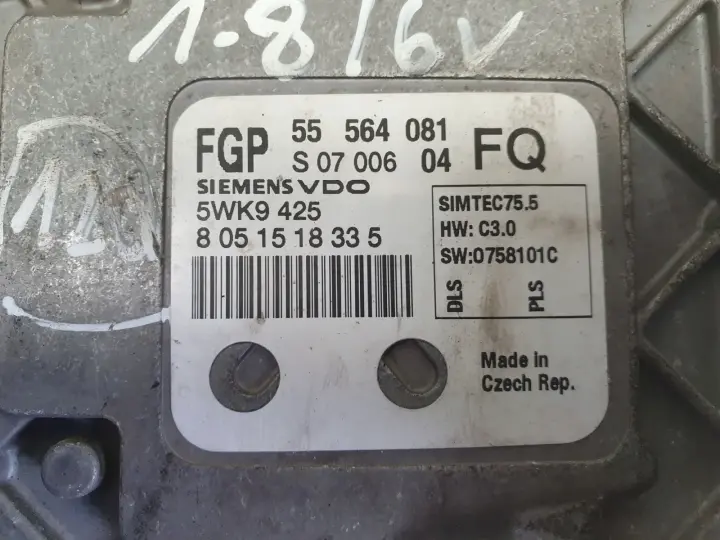 1.8 16v
FGP 55 564 081 FQ
S 07 006 04
SIEMENS VDO
5WK9 425
8 05 15 18 33 5
SIMTEC75.5
HW: C3.0
SW:0758101C
DLS PLS
Made in
Czech Rep.